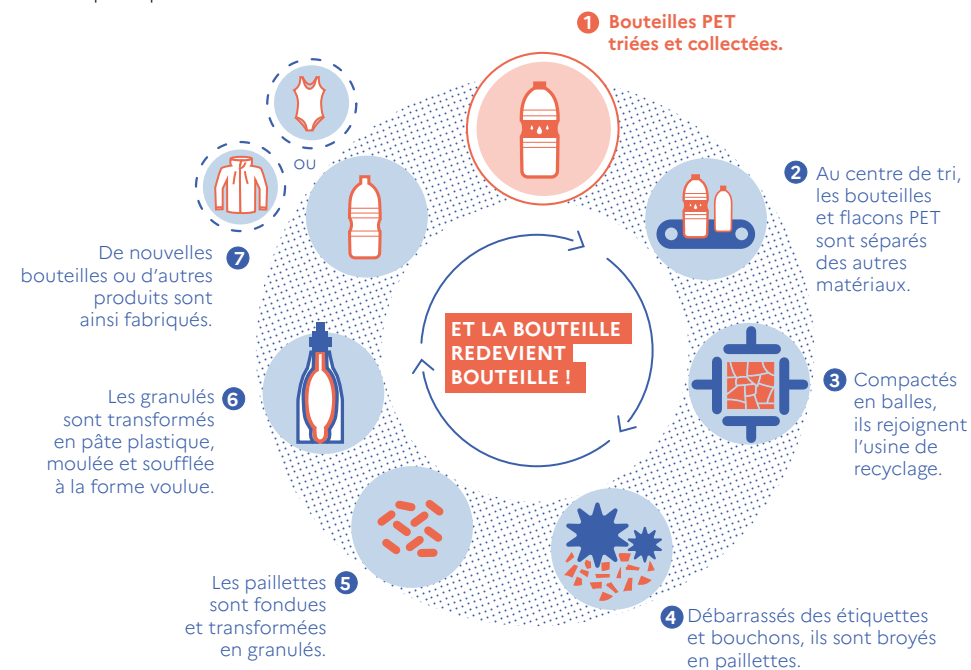 1 Bouteilles PET
triées et collectées.
2 Au centre de tri,
les bouteilles
et flacons PET
sont séparés
des autres
matériaux.
3 Compactés
en balles,
ils rejoignent
l'usine de
recyclage.
4 Débarrassés des étiquettes
et bouchons, ils sont broyés
en paillettes.
5 Les paillettes
sont fondues
et transformées
en granulés.
6 Les granulés
sont transformés
en pâte plastique,
moulée et soufflée
à la forme voulue.
7 De nouvelles
bouteilles ou d'autres
produits sont
ainsi fabriqués.
OU
ET LA BOUTEILLE
REDEVIENT
BOUTEILLE !